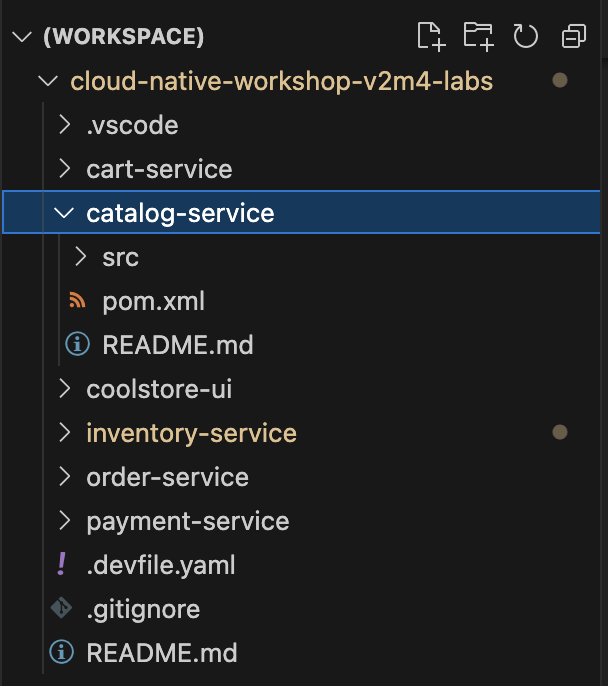 (WORKSPACE)
cloud-native-workshop-v2m4-labs
.vscode
cart-service
catalog-service
src
pom.xml
README.md
coolstore-ui
inventory-service
order-service
payment-service
.devfile.yaml
.gitignore
README.md